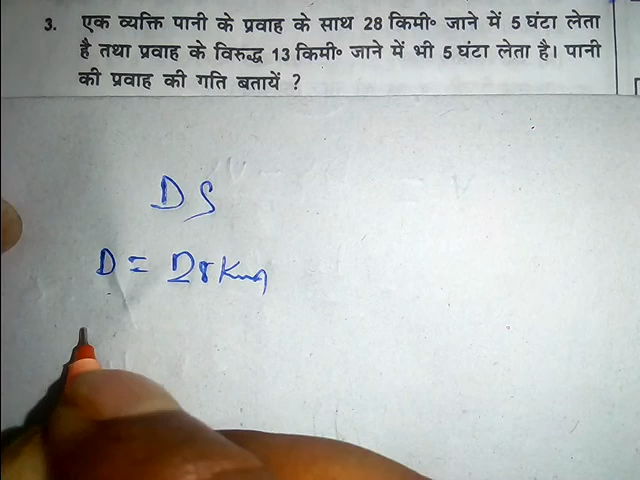 3. एक व्यक्ति पानी के प्रवाह के साथ 28 किमी॰ जाने में 5 घंटा लेता
है तथा प्रवाह के विरुद्ध 13 किमी॰ जाने में भी 5 घंटा लेता है। पानी
की प्रवाह की गति बतायें ?
DS
D = 28 Km